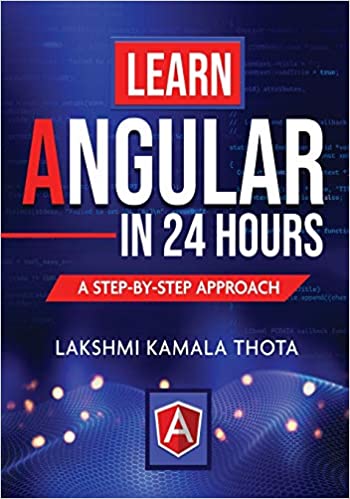 LEARN
ANGULAR
IN 24 HOURS
A STEP-BY-STEP APPROACH
LAKSHMI KAMALA THOTA
A